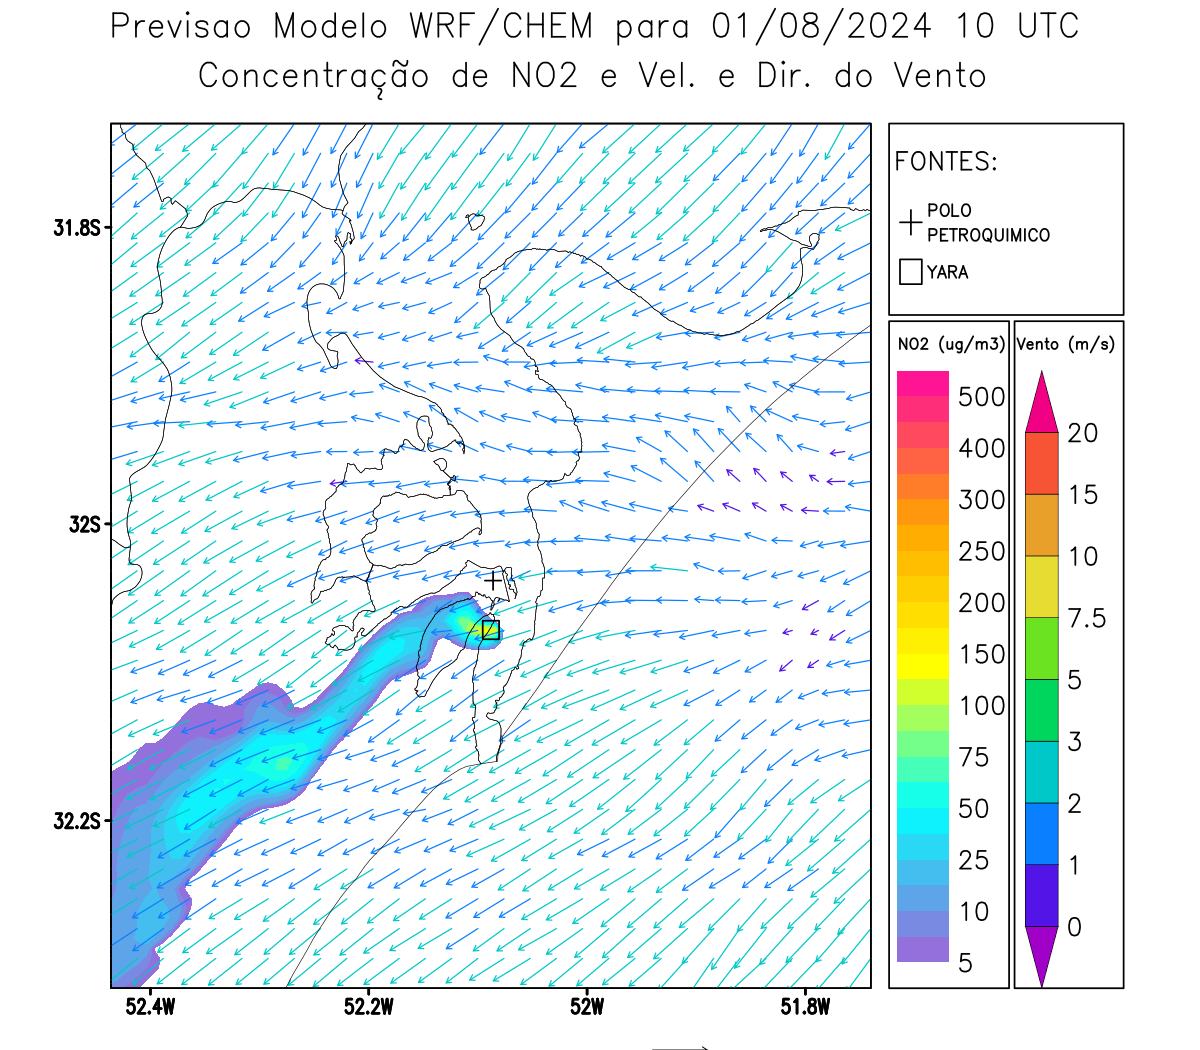 Previsao Modelo WRF/CHEM para 01/08/2024 10 UTC
Concentração de NO2 e Vel. e Dir. do Vento
FONTES:
POLO
PETROQUIMICO
YARA
NO2 (ug/m3)
500
400
300
250
200
150
100
75
50
25
10
5
Vento (m/s)
20
15
10
7.5
5
3
2
1
0
31.8S
32S
32.2S
52.4W
52.2W
52W
51.8W